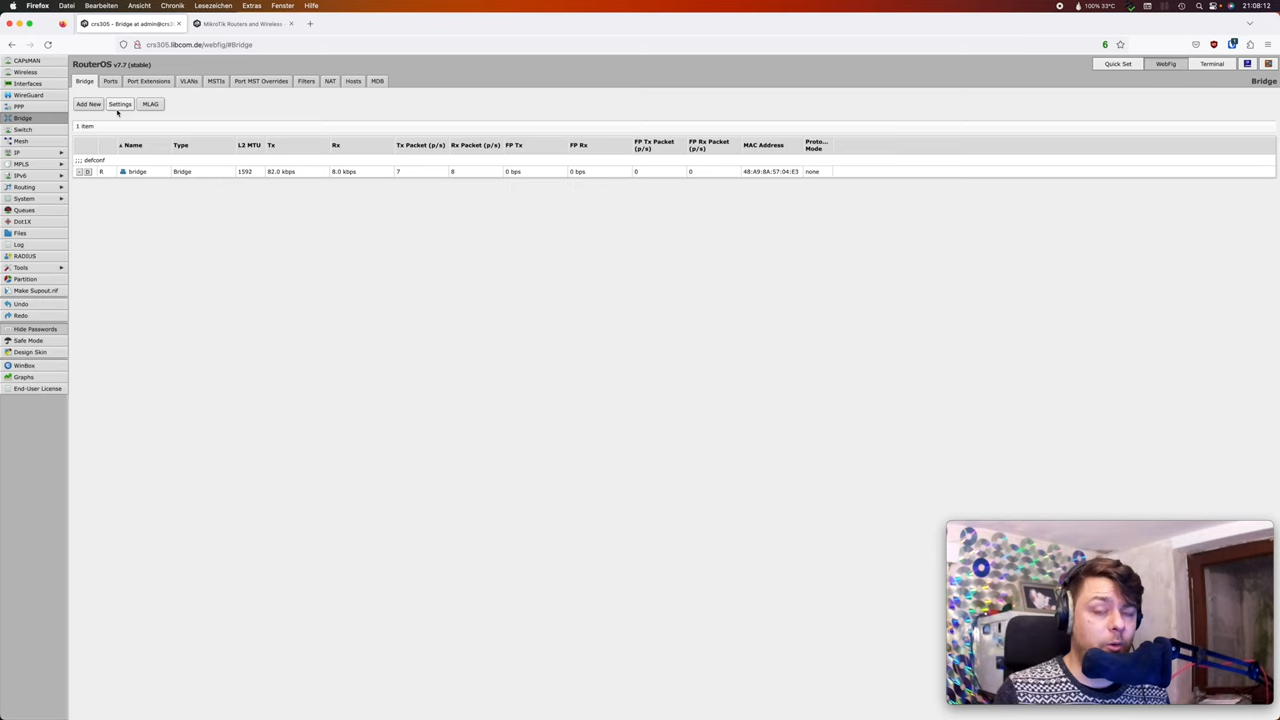 Firefox Datei Bearbeiten Ansicht Chronik Lesezeichen Extras Fenster Hilfe 100% 33°C 21:08:12
crs305 - Bridge at admin@crs3 MikroTik Routers and Wireless -
crs305.libcom.de/webfig/#Bridge 6
RouterOS v7.7 (stable) Quick Set WebFig Terminal
Bridge Ports Port Extensions VLANs MSTIs Port MST Overrides Filters NAT Hosts MDB Bridge
Add New Settings MLAG
1 item
Name Type L2 MTU Tx Rx Tx Packet (p/s) Rx Packet (p/s) FP Tx FP Rx FP Tx Packet (p/s) FP Rx Packet (p/s) MAC Address Proto... Mode
;;; defconf
- D R bridge Bridge 1592 82.0 kbps 8.0 kbps 7 8 0 bps 0 bps 0 0 48:A9:8A:57:04:E3 none
CAPsMAN
Wireless
Interfaces
WireGuard
PPP
Bridge
Switch
Mesh
IP
MPLS
IPv6
Routing
System
Queues
Dot1X
Files
Log
RADIUS
Tools
Partition
Make Supout.rif
Undo
Redo
Hide Passwords
Safe Mode
Design Skin
WinBox
Graphs
End-User License